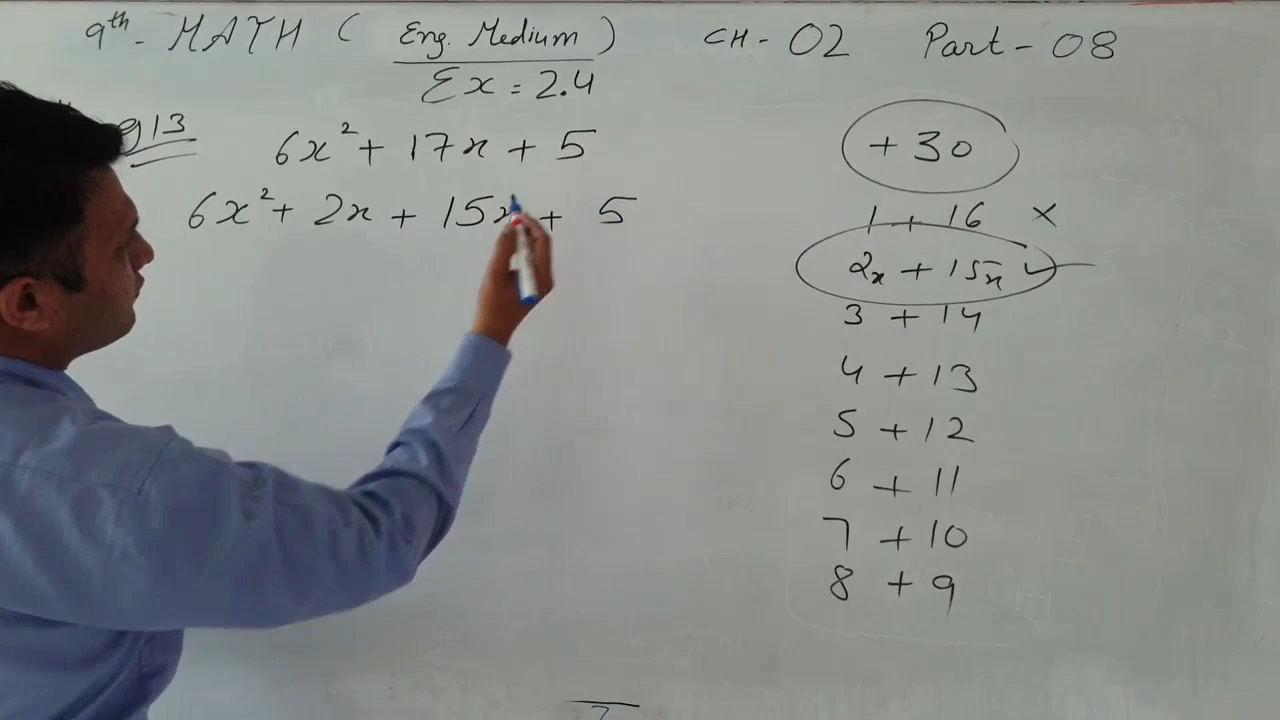 9th - MATH ( Eng. Medium ) CH - 02 Part - 08
Ex = 2.4
g13
6x² + 17x + 5
6x² + 2x + 15x + 5
+ 30
1 + 16 ×
2x + 15x ✓
3 + 14
4 + 13
5 + 12
6 + 11
7 + 10
8 + 9